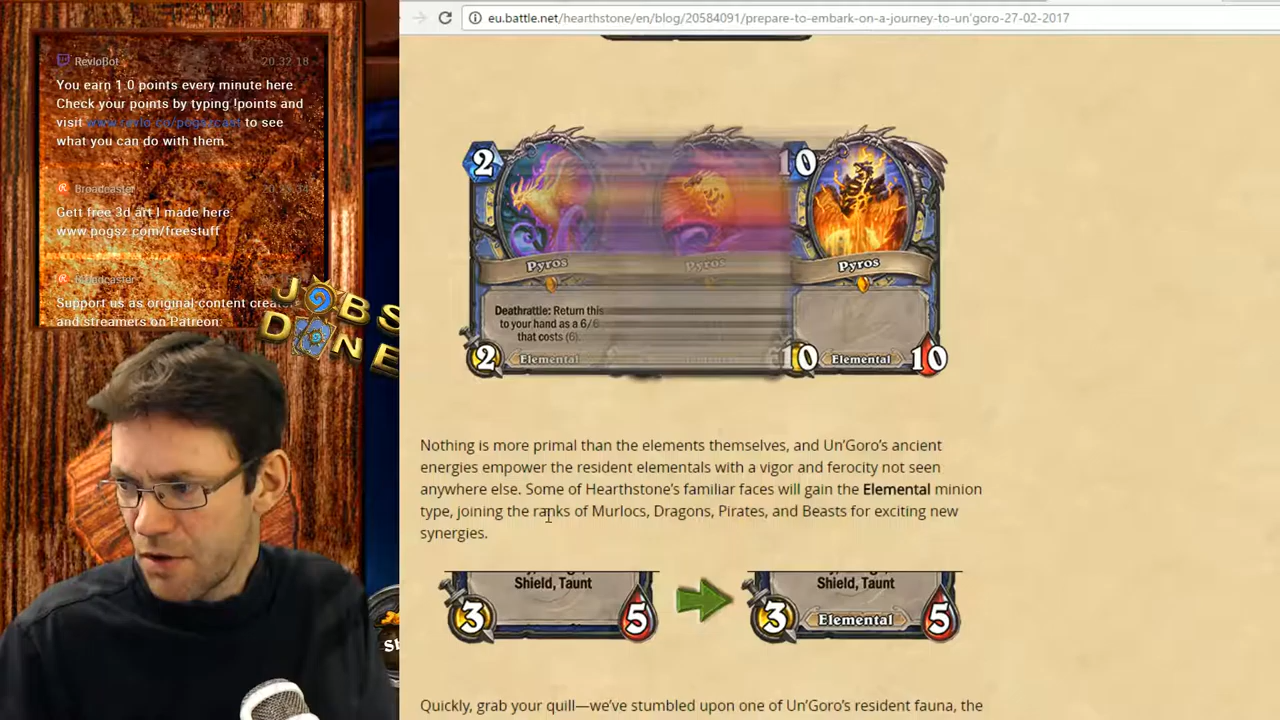 eu.battle.net/hearthstone/en/blog/20584091/prepare-to-embark-on-a-journey-to-un'goro-27-02-2017
RevloBot 20:32:18
You earn 1.0 points every minute here.
Check your points by typing !points and
visit to see
what you can do with them.
Broadcaster
Gett free 3d art I made here.
www.pogsz.com/freestuff
Broadcaster
Support us as original content
and streamers on Patreon:
JOBS
DONE
2 10
Pyros Pyros Pyros
Deathrattle: Return this
to your hand as a 6/6
that costs (6).
2 Elemental 10 Elemental 10
Nothing is more primal than the elements themselves, and Un'Goro's ancient
energies empower the resident elementals with a vigor and ferocity not seen
anywhere else. Some of Hearthstone's familiar faces will gain the Elemental minion
type, joining the ranks of Murlocs, Dragons, Pirates, and Beasts for exciting new
synergies.
Shield, Taunt Shield, Taunt
3 5 3 Elemental 5
Quickly, grab your quill—we've stumbled upon one of Un'Goro's resident fauna, the